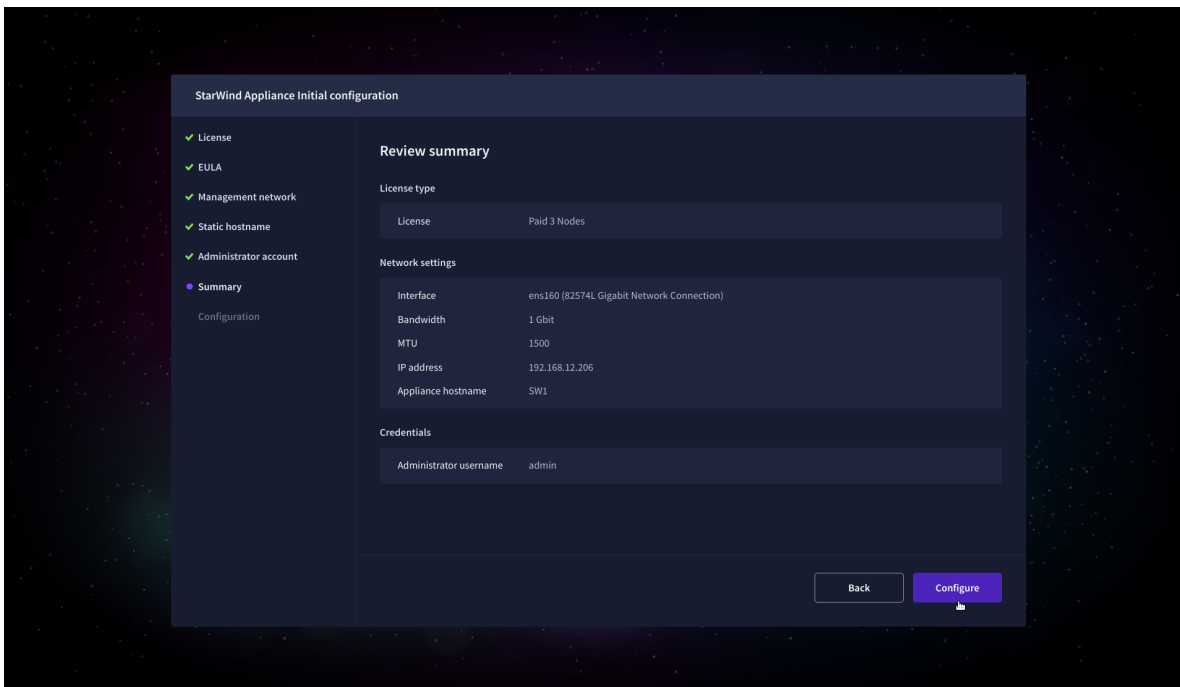 StarWind Appliance Initial configuration
License
EULA
Management network
Static hostname
Administrator account
Summary
Configuration
Review summary
License type
License Paid 3 Nodes
Network settings
Interface ens160 (82574L Gigabit Network Connection)
Bandwidth 1 Gbit
MTU 1500
IP address 192.168.12.206
Appliance hostname SW1
Credentials
Administrator username admin
Back Configure